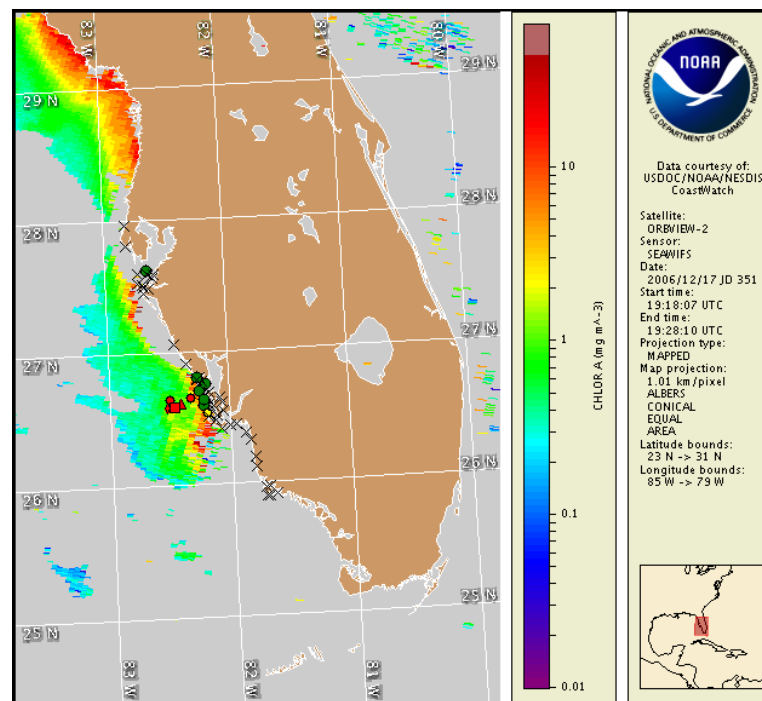 83 W
82 W
81 W
80 W
29 N
29 N
28 N
28 N
27 N
27 N
26 N
26 N
25 N
25 N
83 W
82 W
81 W
10
1
0.1
0.01
CHLOR A (mg m^-3)
NATIONAL OCEANIC AND ATMOSPHERIC ADMINISTRATION
NOAA
U.S. DEPARTMENT OF COMMERCE
Data courtesy of:
USDOC/NOAA/NESDIS
CoastWatch
Satellite:
ORBVIEW-2
Sensor:
SEAWIFS
Date:
2006/12/17 JD 351
Start time:
19:18:07 UTC
End time:
19:28:10 UTC
Projection type:
MAPPED
Map projection:
1.01 km/pixel
ALBERS
CONICAL
EQUAL
AREA
Latitude bounds:
23 N -> 31 N
Longitude bounds:
85 W -> 79 W